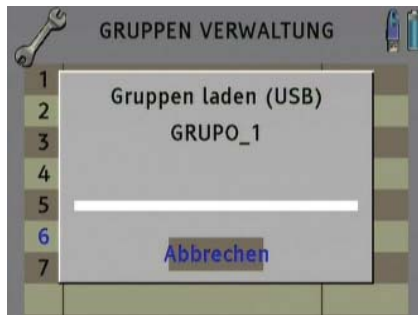 GRUPPEN VERWALTUNG
1
2
3
4
5
6
7
Gruppen laden (USB)
GRUPO_1
Abbrechen